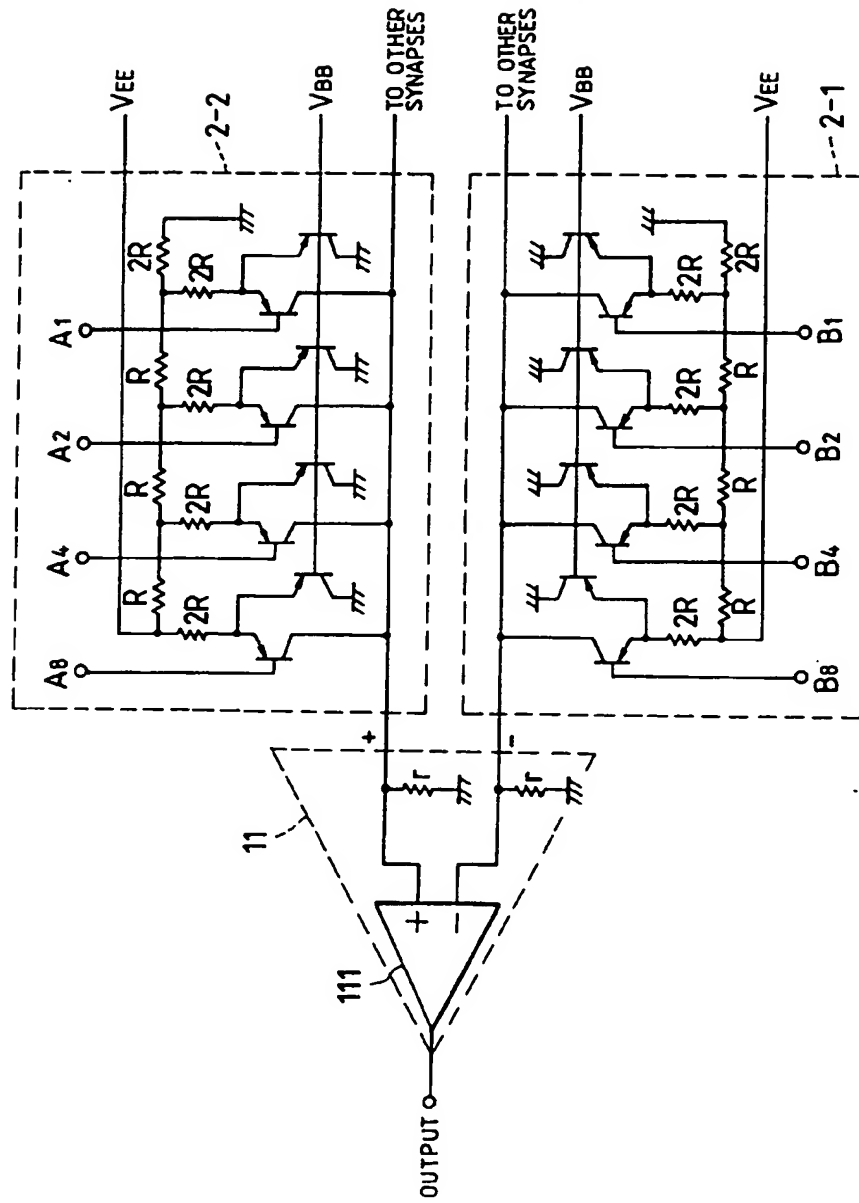 VEE
2-2
VBB
TO OTHER
SYNAPSES
2R
2R
A1
R
2R
A2
R
2R
A4
R
2R
A8
+
r
11
+
−
111
OUTPUT
-
r
TO OTHER
SYNAPSES
VBB
VEE
2-1
2R
2R
B1
R
2R
B2
R
2R
B4
R
2R
B8